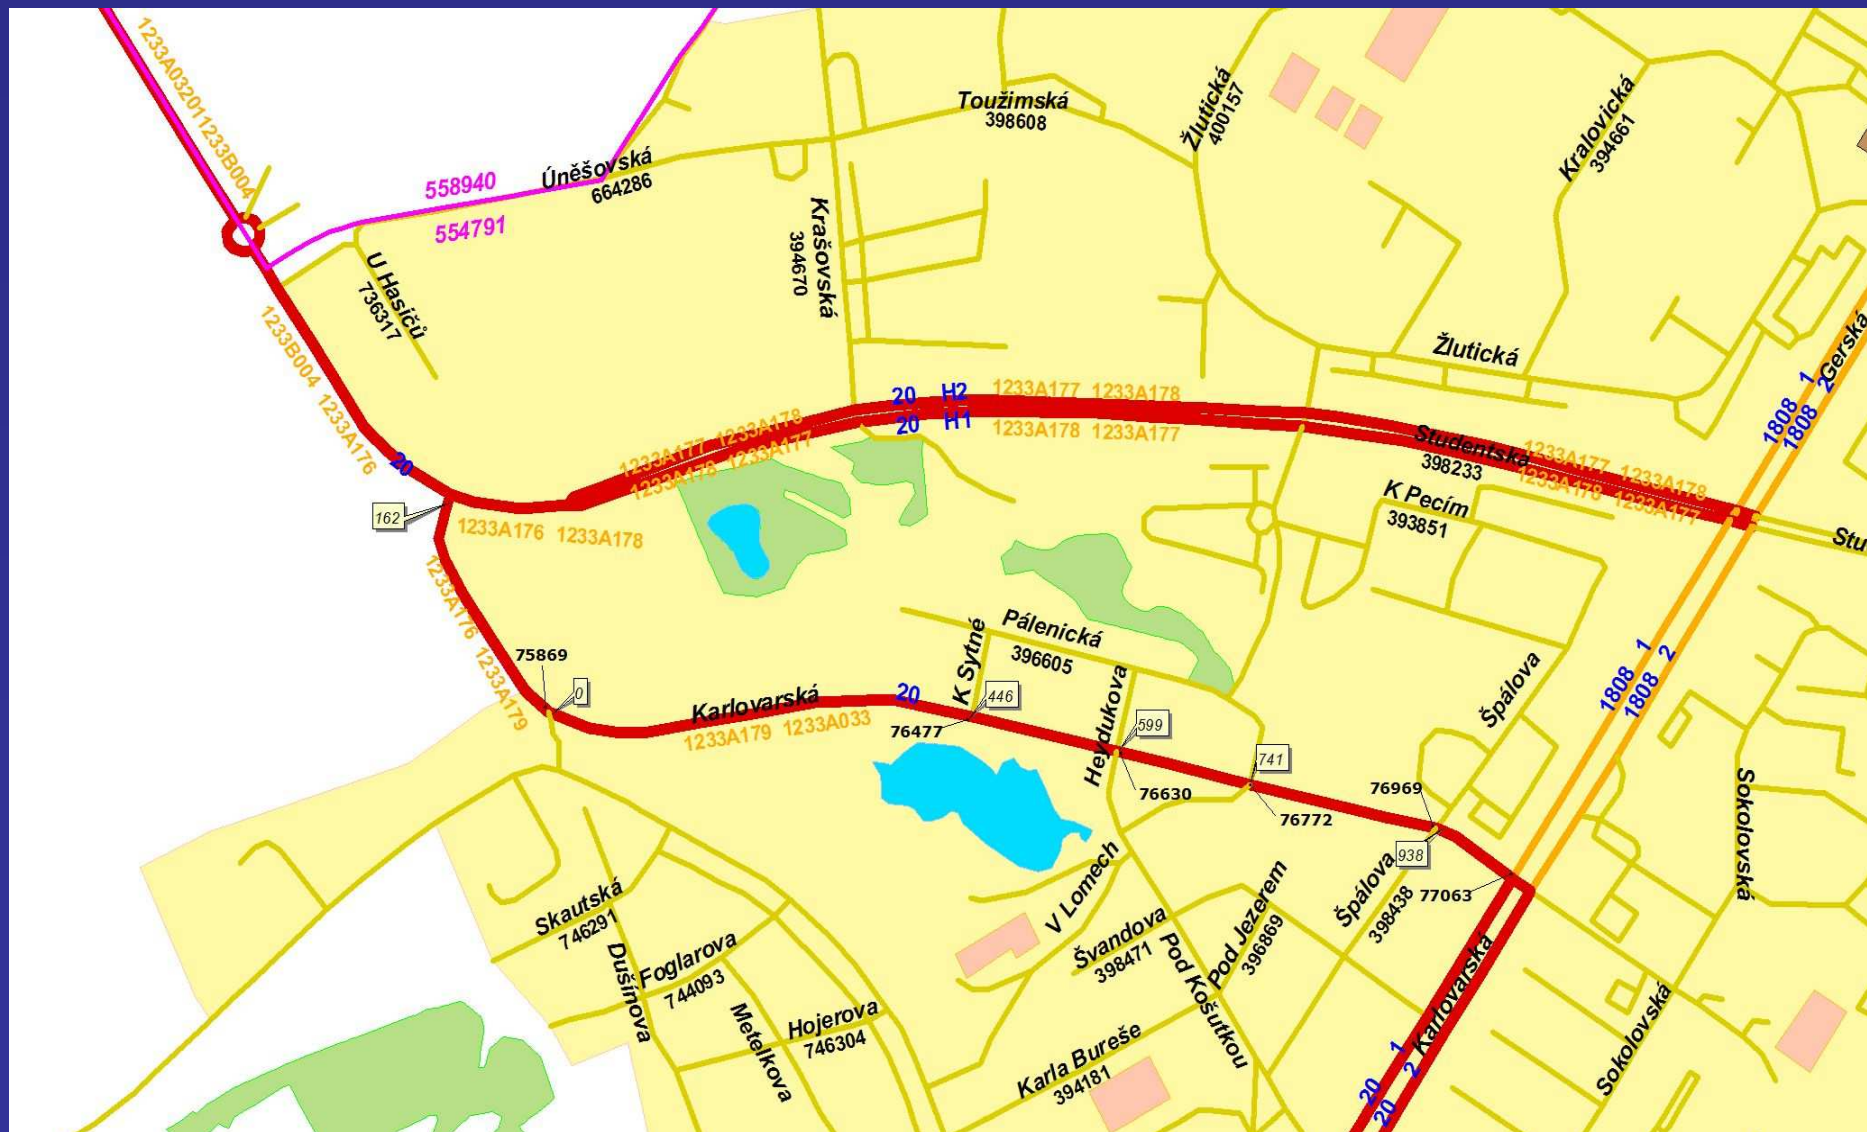 1233A032011233B004
Toužimská
398608
Žlutická
400157
Kralovická
394661
Úněšovská
664286
558940
554791
Krašovská
394670
U Hasičů
736317
1233B004 1233A176
20
Žlutická
Gerská
1808 1
1808 2
20 H2
1233A177 1233A178
20 H1
1233A178 1233A177
1233A177 1233A178
1233A178 1233A177
Studentská
398233
1233A177 1233A178
1233A178 1233A177
Stu
K Pecím
393851
162
1233A176 1233A178
1233A176 1233A179
Pálenická
396605
K Sytné
Heydukova
75869
0
Karlovarská
20
1233A179 1233A033
446
76477
599
76630
741
76772
76969
938
77063
1808 1
1808 2
Špálova
Sokolovská
Špálova
398438
V Lomech
Švandova
398471
Pod Jezerem
396869
Pod Košutkou
Skautská
746291
Dušínova
Foglarova
744093
Metelkova
Hojerova
746304
Karla Bureše
394181
Karlovarská
20 1
20 2
Sokolovská